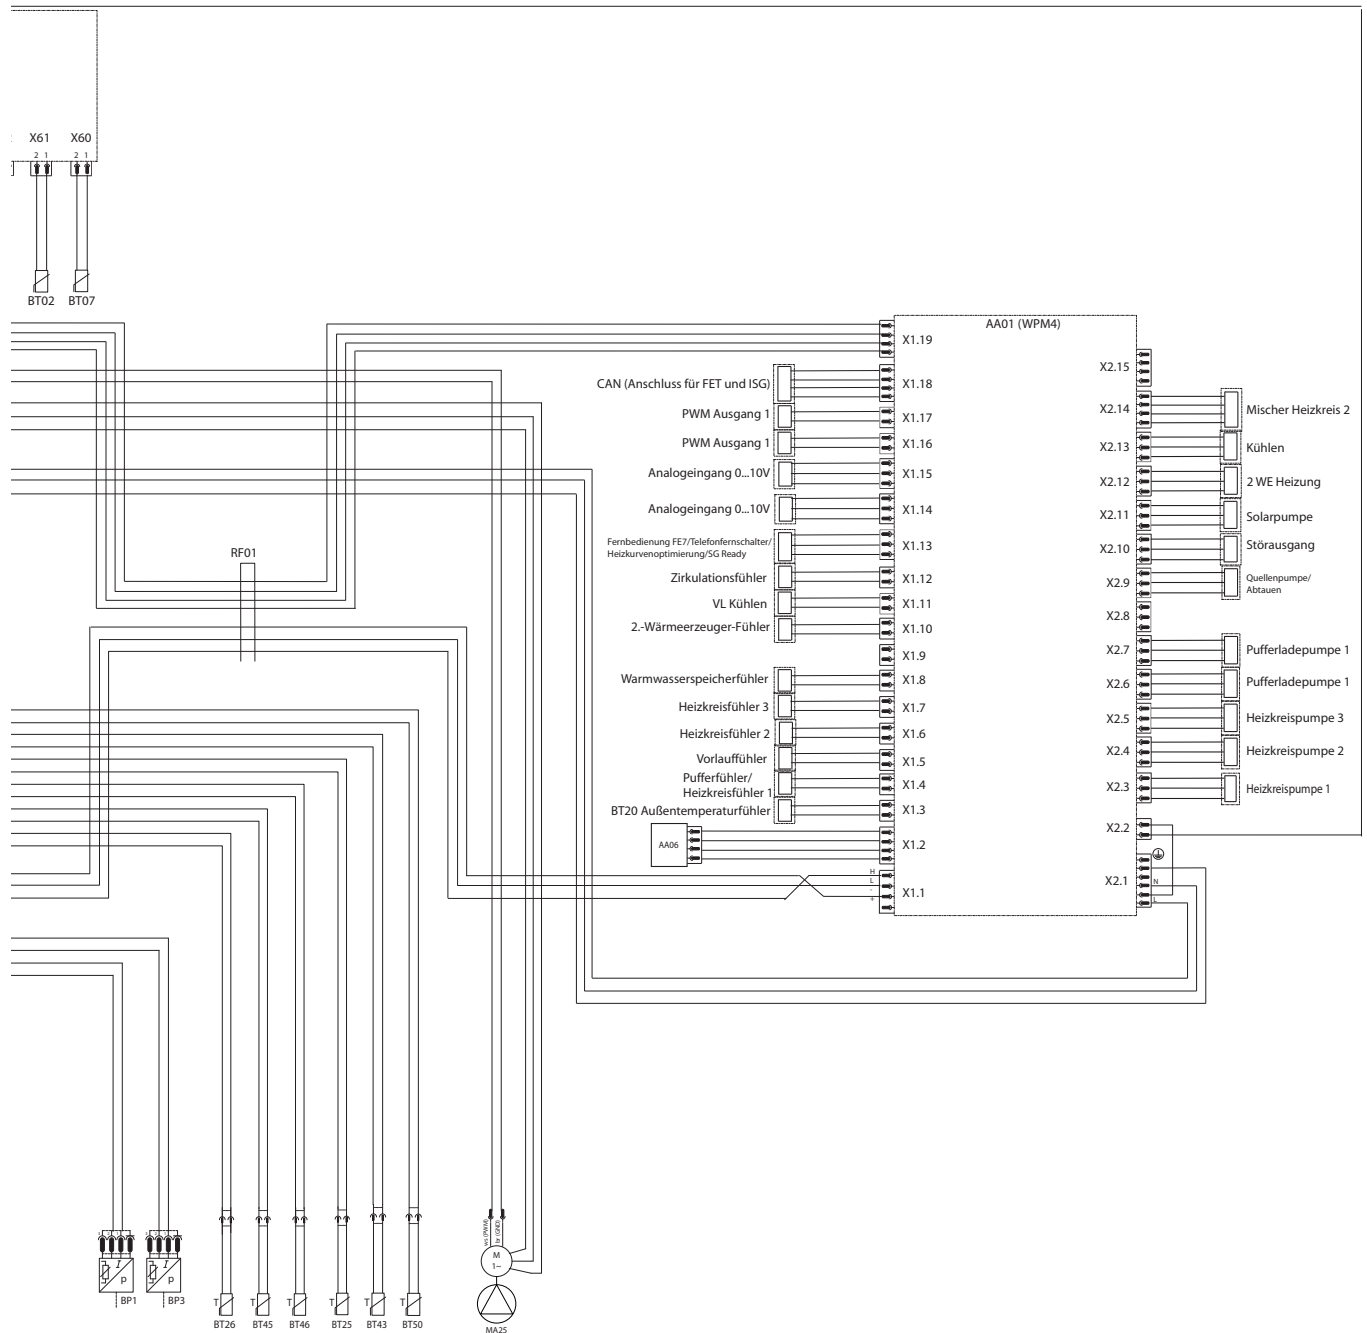 X61 X60
2 1 2 1
BT02 BT07
AA01 (WPM4)
X1.19
CAN (Anschluss für FET und ISG) X1.18
PWM Ausgang 1 X1.17
PWM Ausgang 1 X1.16
Analogeingang 0...10V X1.15
Analogeingang 0...10V X1.14
Fernbedienung FE7/Telefonfernschalter/
Heizkurvenoptimierung/SG Ready
X1.13
Zirkulationsfühler X1.12
VL Kühlen X1.11
2.-Wärmeerzeuger-Fühler X1.10
X1.9
Warmwasserspeicherfühler X1.8
Heizkreisfühler 3 X1.7
Heizkreisfühler 2 X1.6
Vorlauffühler X1.5
Pufferfühler/
Heizkreisfühler 1
X1.4
BT20 Außentemperaturfühler X1.3
AA06 X1.2
H
L
-
+
X1.1
X2.15
X2.14 Mischer Heizkreis 2
X2.13 Kühlen
X2.12 2 WE Heizung
X2.11 Solarpumpe
X2.10 Störausgang
X2.9
Quellenpumpe/
Abtauen
X2.8
X2.7 Pufferladepumpe 1
X2.6 Pufferladepumpe 1
X2.5 Heizkreispumpe 3
X2.4 Heizkreispumpe 2
X2.3 Heizkreispumpe 1
X2.2
X2.1
N
L
RF01
ws (PWM)
br (GND)
M
1~
MA25
I
p
BP1
I
p
BP3
T T T T T T
BT26 BT45 BT46 BT25 BT43 BT50